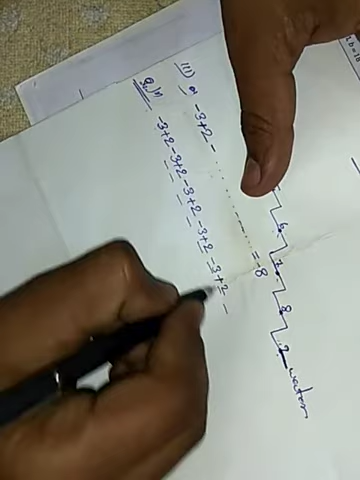 iii) a) -3+2- ........... = -8
Soln) -3+2-3+2-3+2-3+2-3+2-
6 7 8 9 water